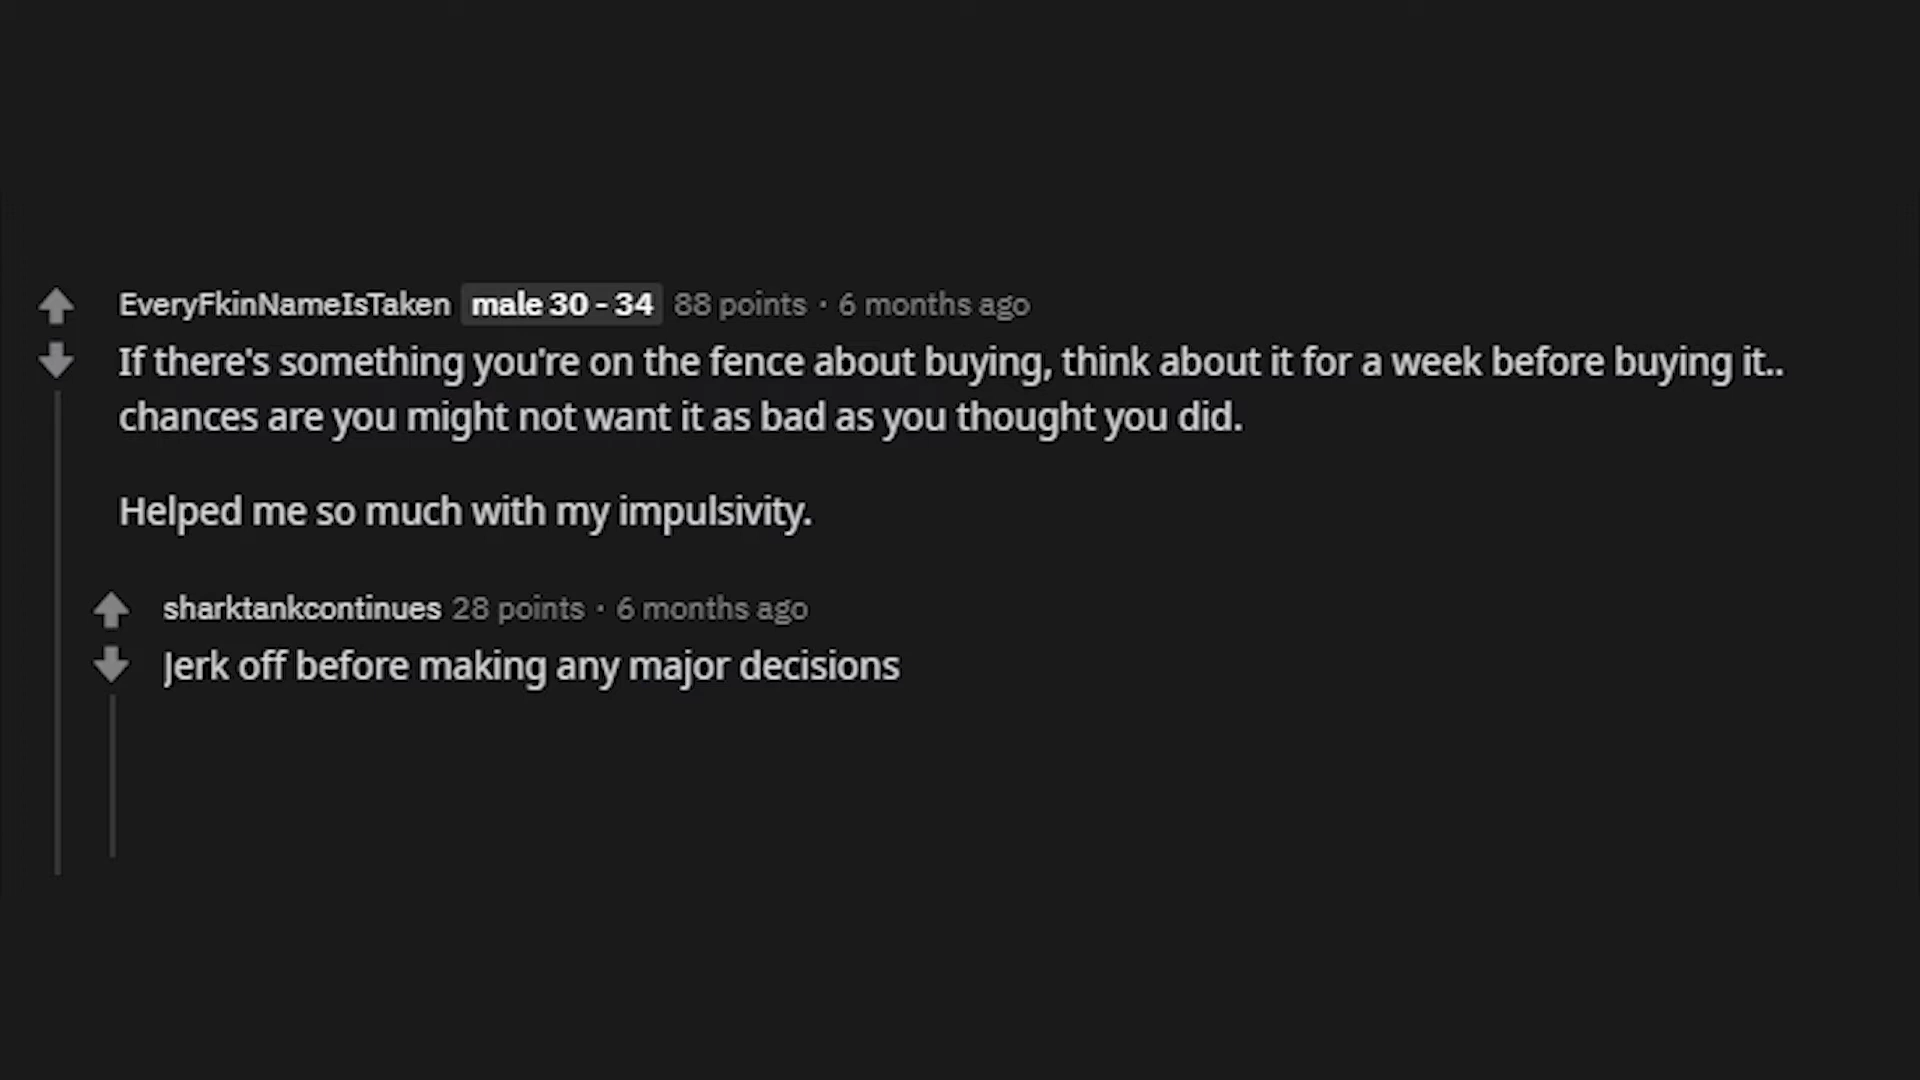 EveryFkinNameIsTaken male 30 - 34 88 points · 6 months ago
If there's something you're on the fence about buying, think about it for a week before buying it..
chances are you might not want it as bad as you thought you did.
Helped me so much with my impulsivity.
sharktankcontinues 28 points · 6 months ago
Jerk off before making any major decisions